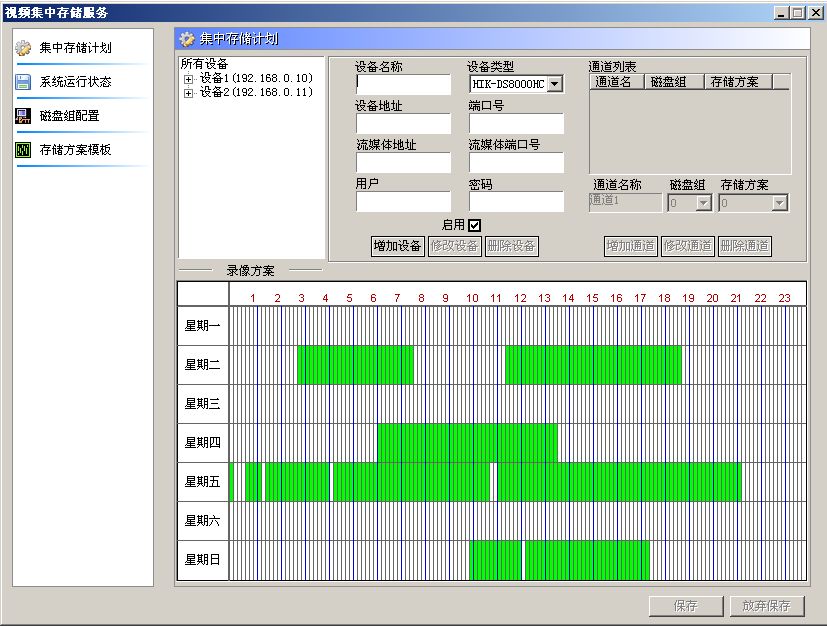 视频集中存储服务
集中存储计划
系统运行状态
磁盘组配置
存储方案模板
集中存储计划
所有设备
设备1(192.168.0.10)
设备2(192.168.0.11)
设备名称 设备类型
HIK-DS8000HC
设备地址 端口号
流媒体地址 流媒体端口号
用户 密码
启用
增加设备 修改设备 删除设备
通道列表
通道名 磁盘组 存储方案
通道名称 磁盘组 存储方案
通道1 0 0
增加通道 修改通道 删除通道
录像方案
1 2 3 4 5 6 7 8 9 10 11 12 13 14 15 16 17 18 19 20 21 22 23
星期一
星期二
星期三
星期四
星期五
星期六
星期日
保存 放弃保存